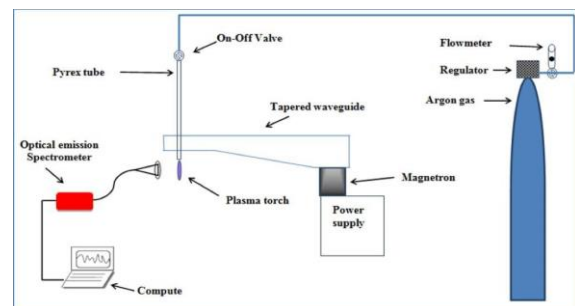 On-Off Valve
Flowmeter
Pyrex tube
Regulator
Argon gas
Tapered waveguide
Optical emission
Spectrometer
Magnetron
Plasma torch
Power
supply
Compute